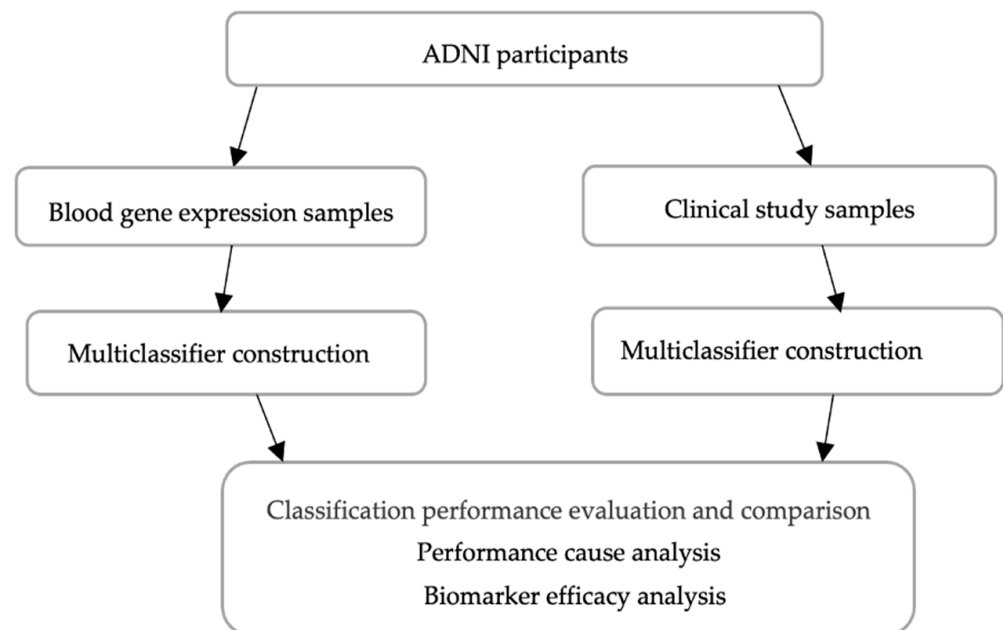 ADNI participants
Blood gene expression samples
Clinical study samples
Multiclassifier construction
Multiclassifier construction
Classification performance evaluation and comparison
Performance cause analysis
Biomarker efficacy analysis